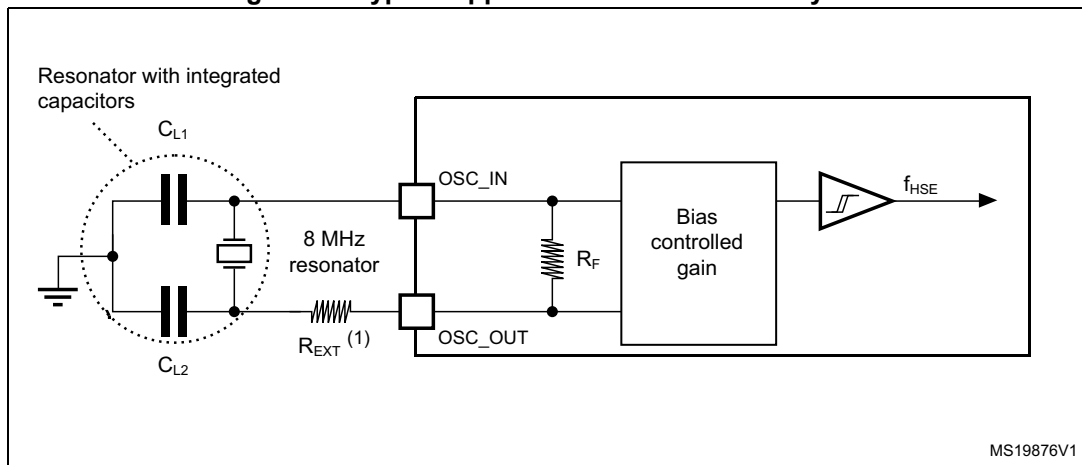 Resonator with integrated
capacitors
C_L1
OSC_IN
f_HSE
8 MHz
resonator
R_F
Bias
controlled
gain
R_EXT (1)
OSC_OUT
C_L2
MS19876V1